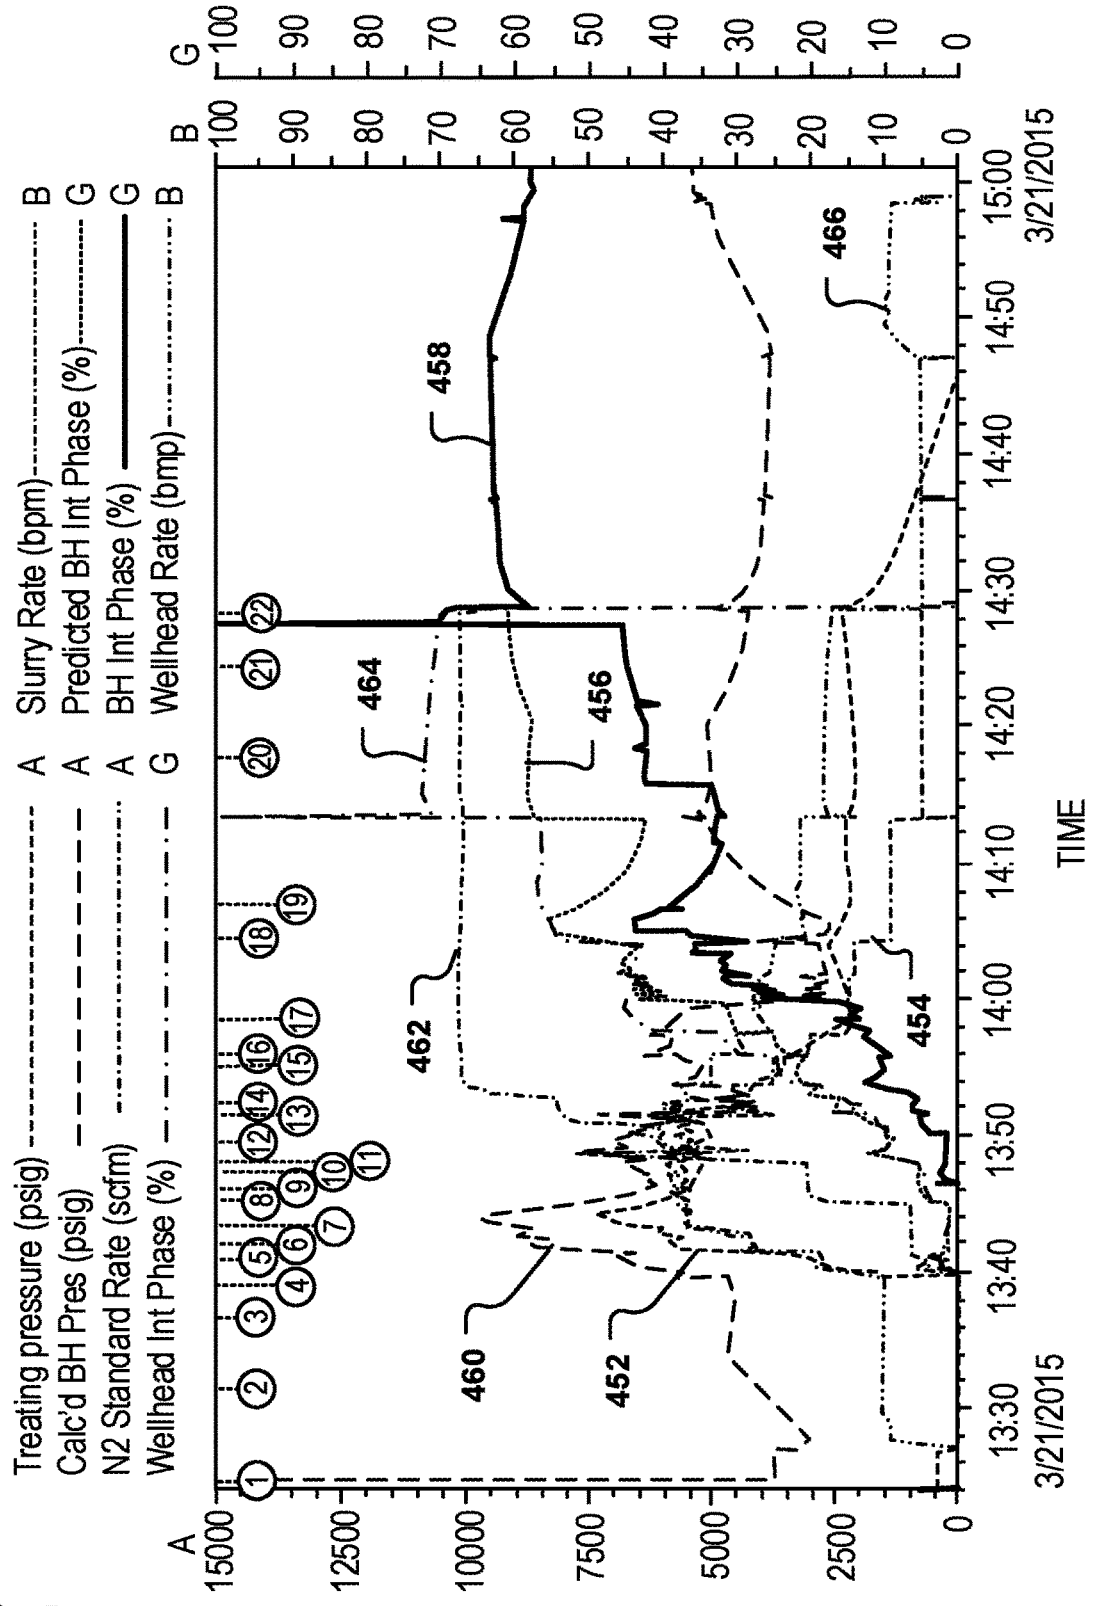 Treating pressure (psig) A Slurry Rate (bpm) B
Calc'd BH Pres (psig) A Predicted BH Int Phase (%) G
N2 Standard Rate (scfm) A BH Int Phase (%) G
Wellhead Int Phase (%) G Wellhead Rate (bmp) B
A B G
15000 100 100
90 90
12500
80 80
70 70
10000
60 60
7500 50 50
40 40
5000
30 30
2500 20 20
10 10
0 0 0
1 2 3 4 5 6 7 8 9 10 11 12 13 14 15 16 17 18 19 20 21 22
464
458
462
456
460
452
454
466
13:30 13:40 13:50 14:00 14:10 14:20 14:30 14:40 14:50 15:00
3/21/2015 3/21/2015
TIME